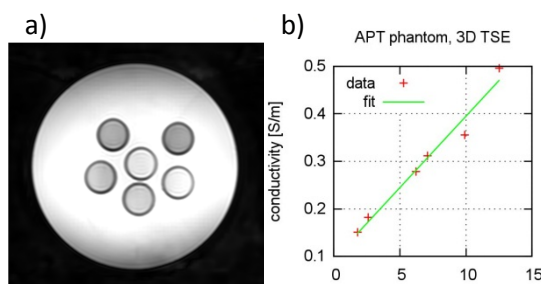 a)
b)
APT phantom, 3D TSE
data
fit
conductivity [S/m]
0.5
0.4
0.3
0.2
0.1
0 5 10 15